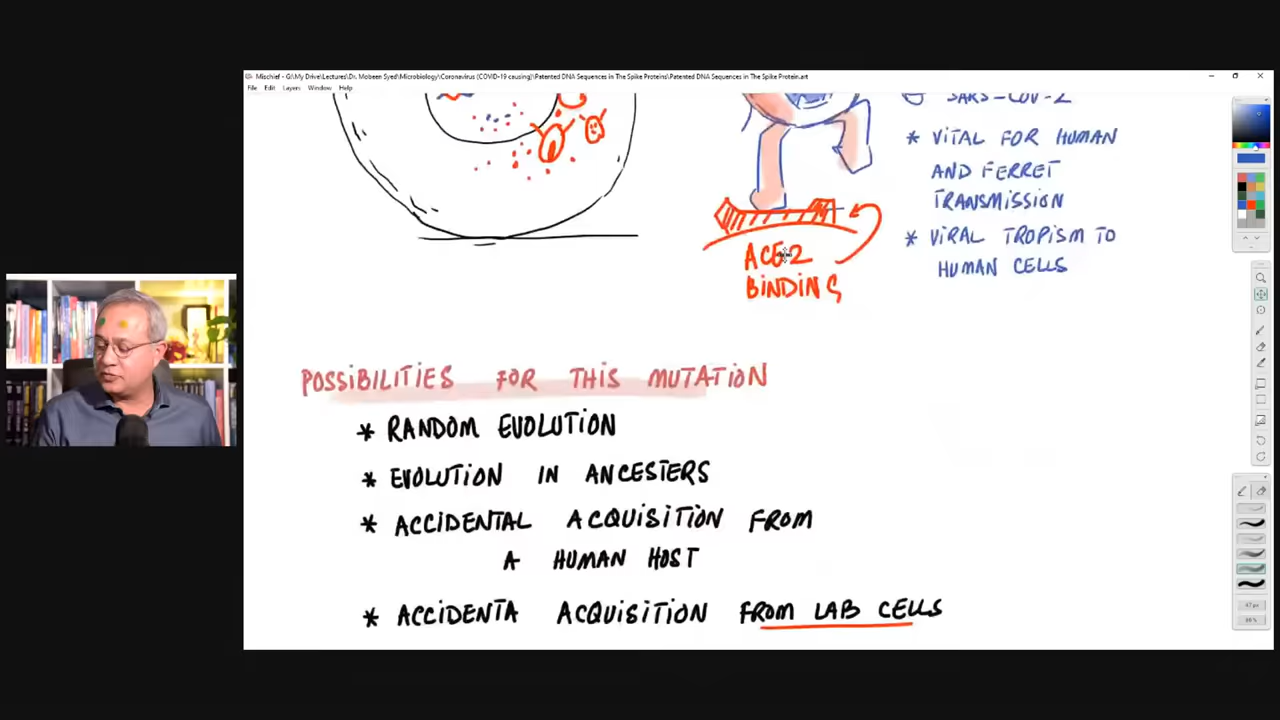 Mischief - G:\My Drive\Lectures\Dr. Mobeen Syed\Microbiology\Coronavirus (COVID-19 causing)\Patented DNA Sequences in The Spike Proteins\Patented DNA Sequences in The Spike Protein.art
File Edit Layers Window Help
SARS-COV-2
* VITAL FOR HUMAN
AND FERRET
TRANSMISSION
* VIRAL TROPISM TO
HUMAN CELLS
ACE-2
BINDING
POSSIBILITIES FOR THIS MUTATION
* RANDOM EVOLUTION
* EVOLUTION IN ANCESTERS
* ACCIDENTAL ACQUISITION FROM
A HUMAN HOST
* ACCIDENTA ACQUISITION FROM LAB CELLS